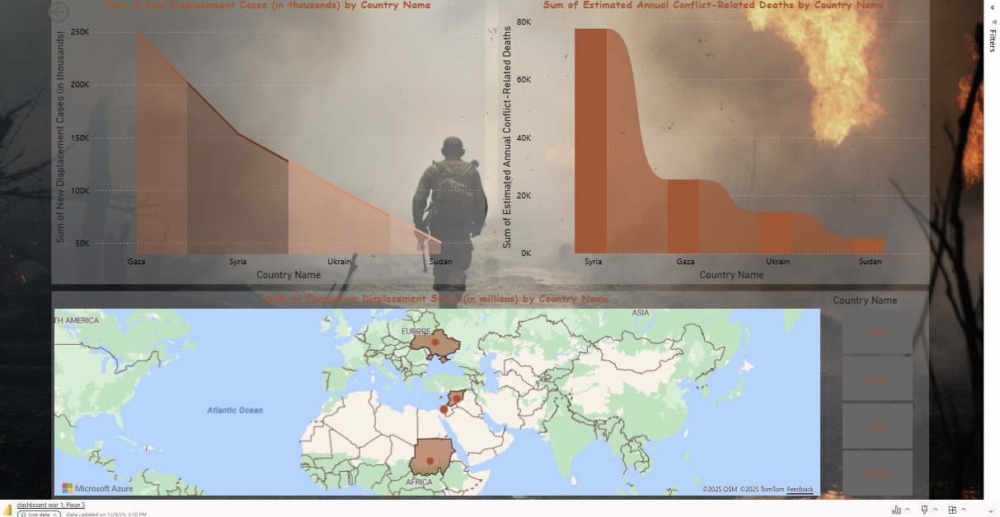 Sum of New Displacement Cases (in thousands) by Country Name
Sum of New Displacement Cases (in thousands)
250K
200K
150K
100K
50K
Gaza
Syria
Ukrain
Sudan
Country Name
Sum of Estimated Annual Conflict-Related Deaths by Country Name
Sum of Estimated Annual Conflict-Related Deaths
80K
60K
40K
20K
0K
Syria
Gaza
Ukrain
Sudan
Country Name
Filters
Sum of Cumulative Displacement (in millions) by Country Name
TH AMERICA
EUROPE
ASIA
Atlantic Ocean
AFRICA
Microsoft Azure
©2025 OSM ©2025 TomTom Feedback
Country Name
dashboard war 1, Page 5
Live data
Data updated on 12/9/25, 3:10 PM